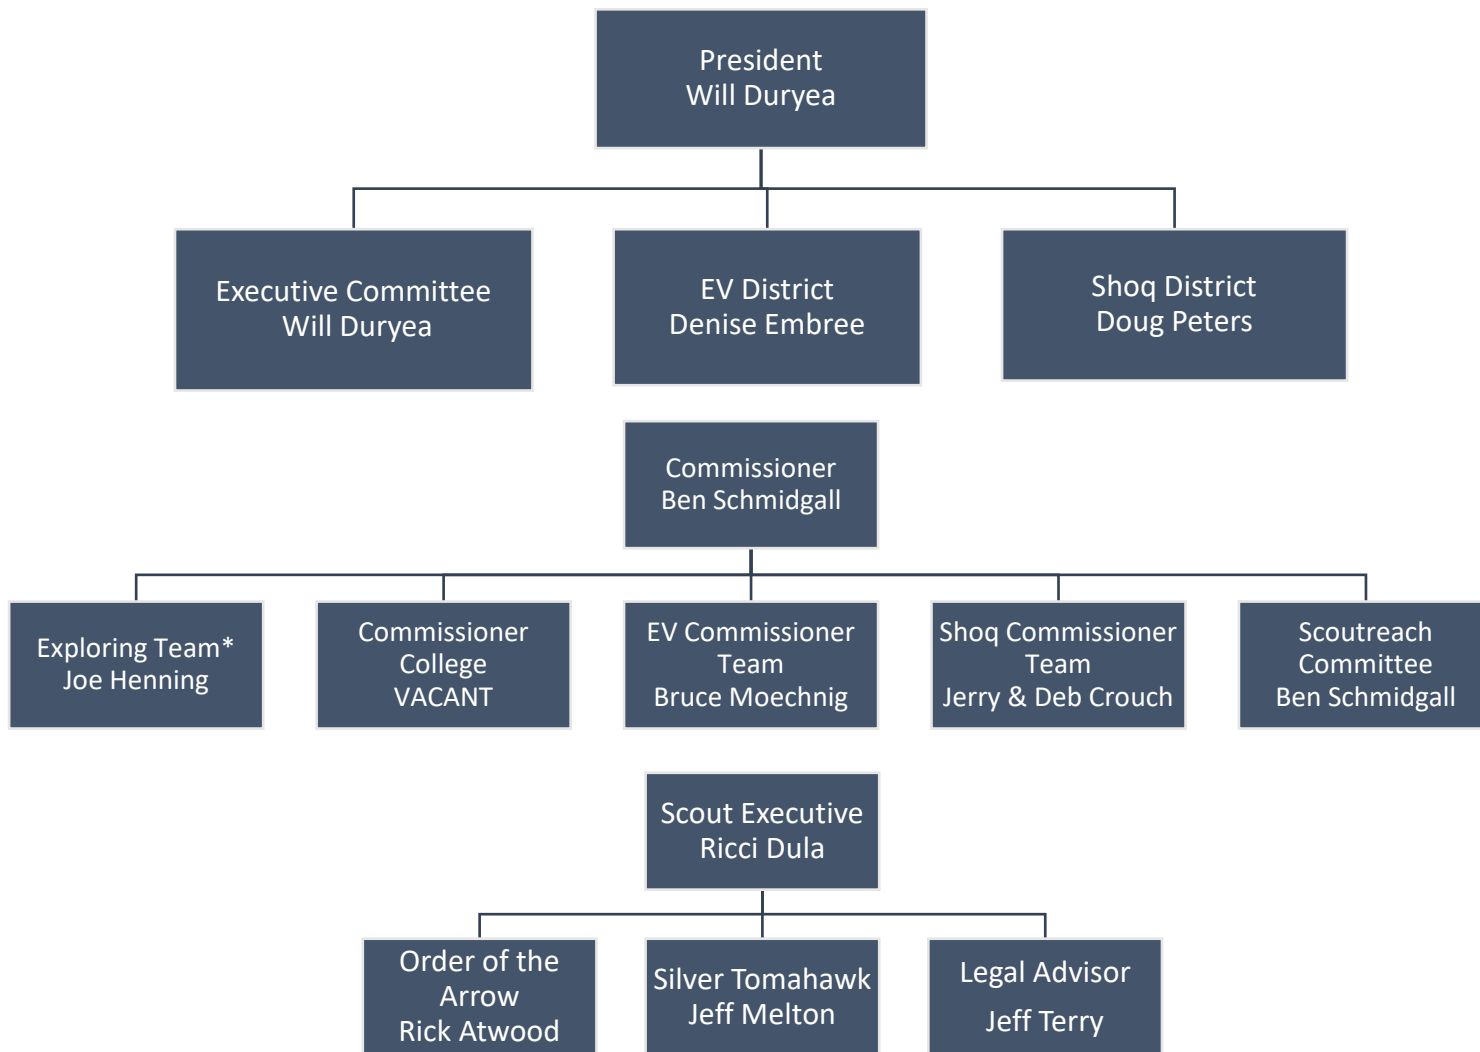 President
Will Duryea
Executive Committee
Will Duryea
EV District
Denise Embree
Shoq District
Doug Peters
Commissioner
Ben Schmidgall
Exploring Team*
Joe Henning
Commissioner
College
VACANT
EV Commissioner
Team
Bruce Moechnig
Shoq Commissioner
Team
Jerry & Deb Crouch
Scoutreach
Committee
Ben Schmidgall
Scout Executive
Ricci Dula
Order of the
Arrow
Rick Atwood
Silver Tomahawk
Jeff Melton
Legal Advisor
Jeff Terry